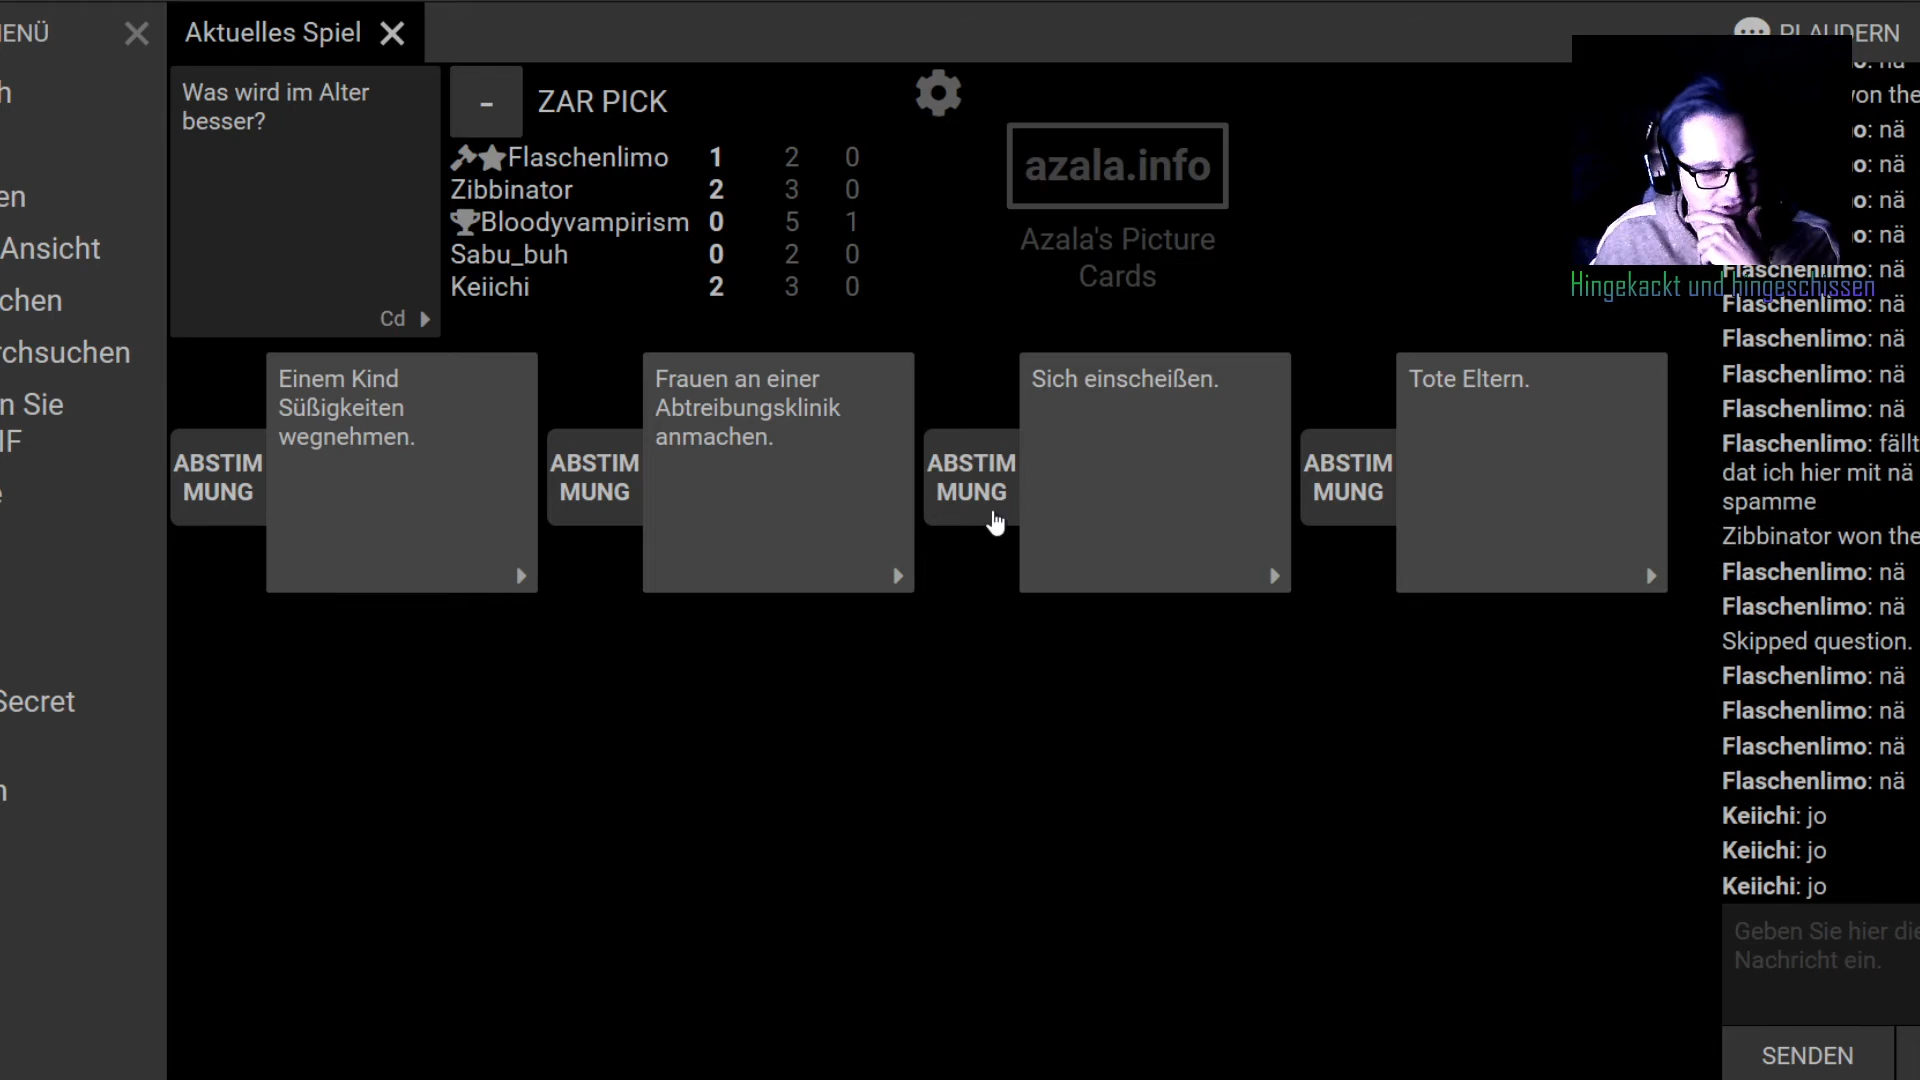 ENÜ
Aktuelles Spiel
PLAUDERN
h
en
Ansicht
chen
rchsuchen
n Sie
IF
e
Secret
n
Was wird im Alter
besser?
Cd
-
ZAR PICK
Flaschenlimo 1 2 0
Zibbinator 2 3 0
Bloodyvampirism 0 5 1
Sabu_buh 0 2 0
Keiichi 2 3 0
azala.info
Azala's Picture
Cards
ABSTIM
MUNG
Einem Kind
Süßigkeiten
wegnehmen.
ABSTIM
MUNG
Frauen an einer
Abtreibungsklinik
anmachen.
ABSTIM
MUNG
Sich einscheißen.
ABSTIM
MUNG
Tote Eltern.
Hingekackt und hingeschissen
o: nä
von the
o: nä
o: nä
o: nä
o: nä
Flaschenlimo: nä
Flaschenlimo: nä
Flaschenlimo: nä
Flaschenlimo: nä
Flaschenlimo: nä
Flaschenlimo: fällt
dat ich hier mit nä
spamme
Zibbinator won the
Flaschenlimo: nä
Flaschenlimo: nä
Skipped question.
Flaschenlimo: nä
Flaschenlimo: nä
Flaschenlimo: nä
Flaschenlimo: nä
Keiichi: jo
Keiichi: jo
Keiichi: jo
Geben Sie hier die
Nachricht ein.
SENDEN